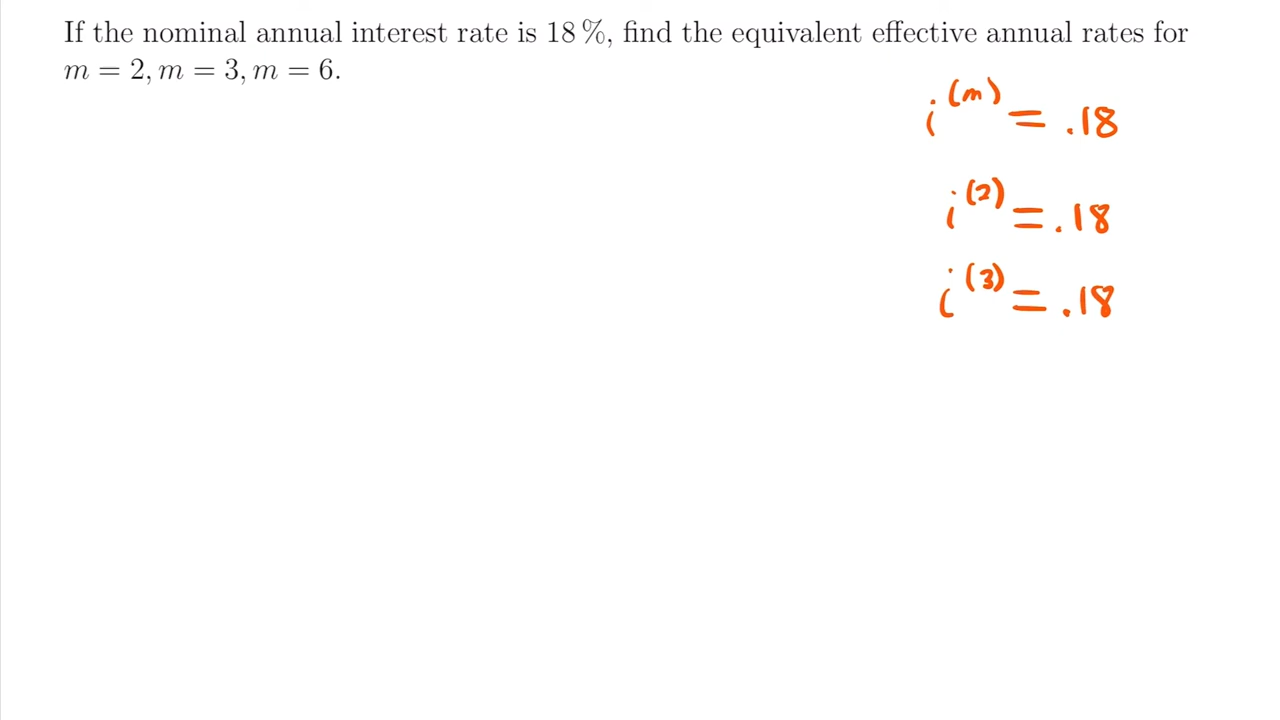 If the nominal annual interest rate is 18 %, find the equivalent effective annual rates for
m = 2, m = 3, m = 6.
i^(m) = .18
i^(2) = .18
i^(3) = .18